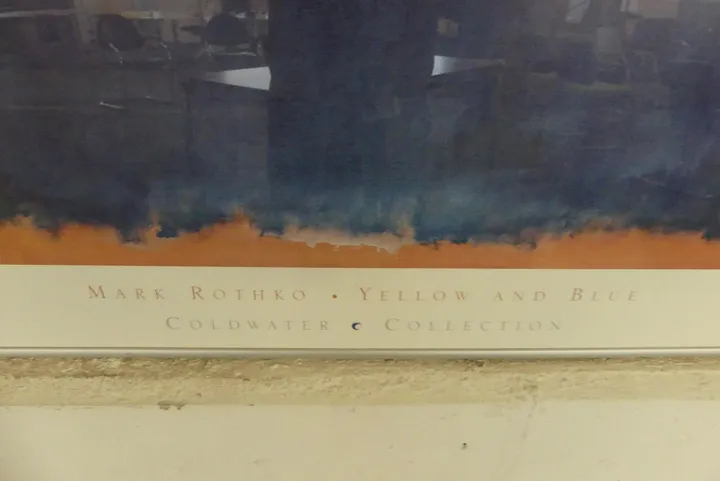 Mark Rothko • Yellow and Blue
Coldwater Collection